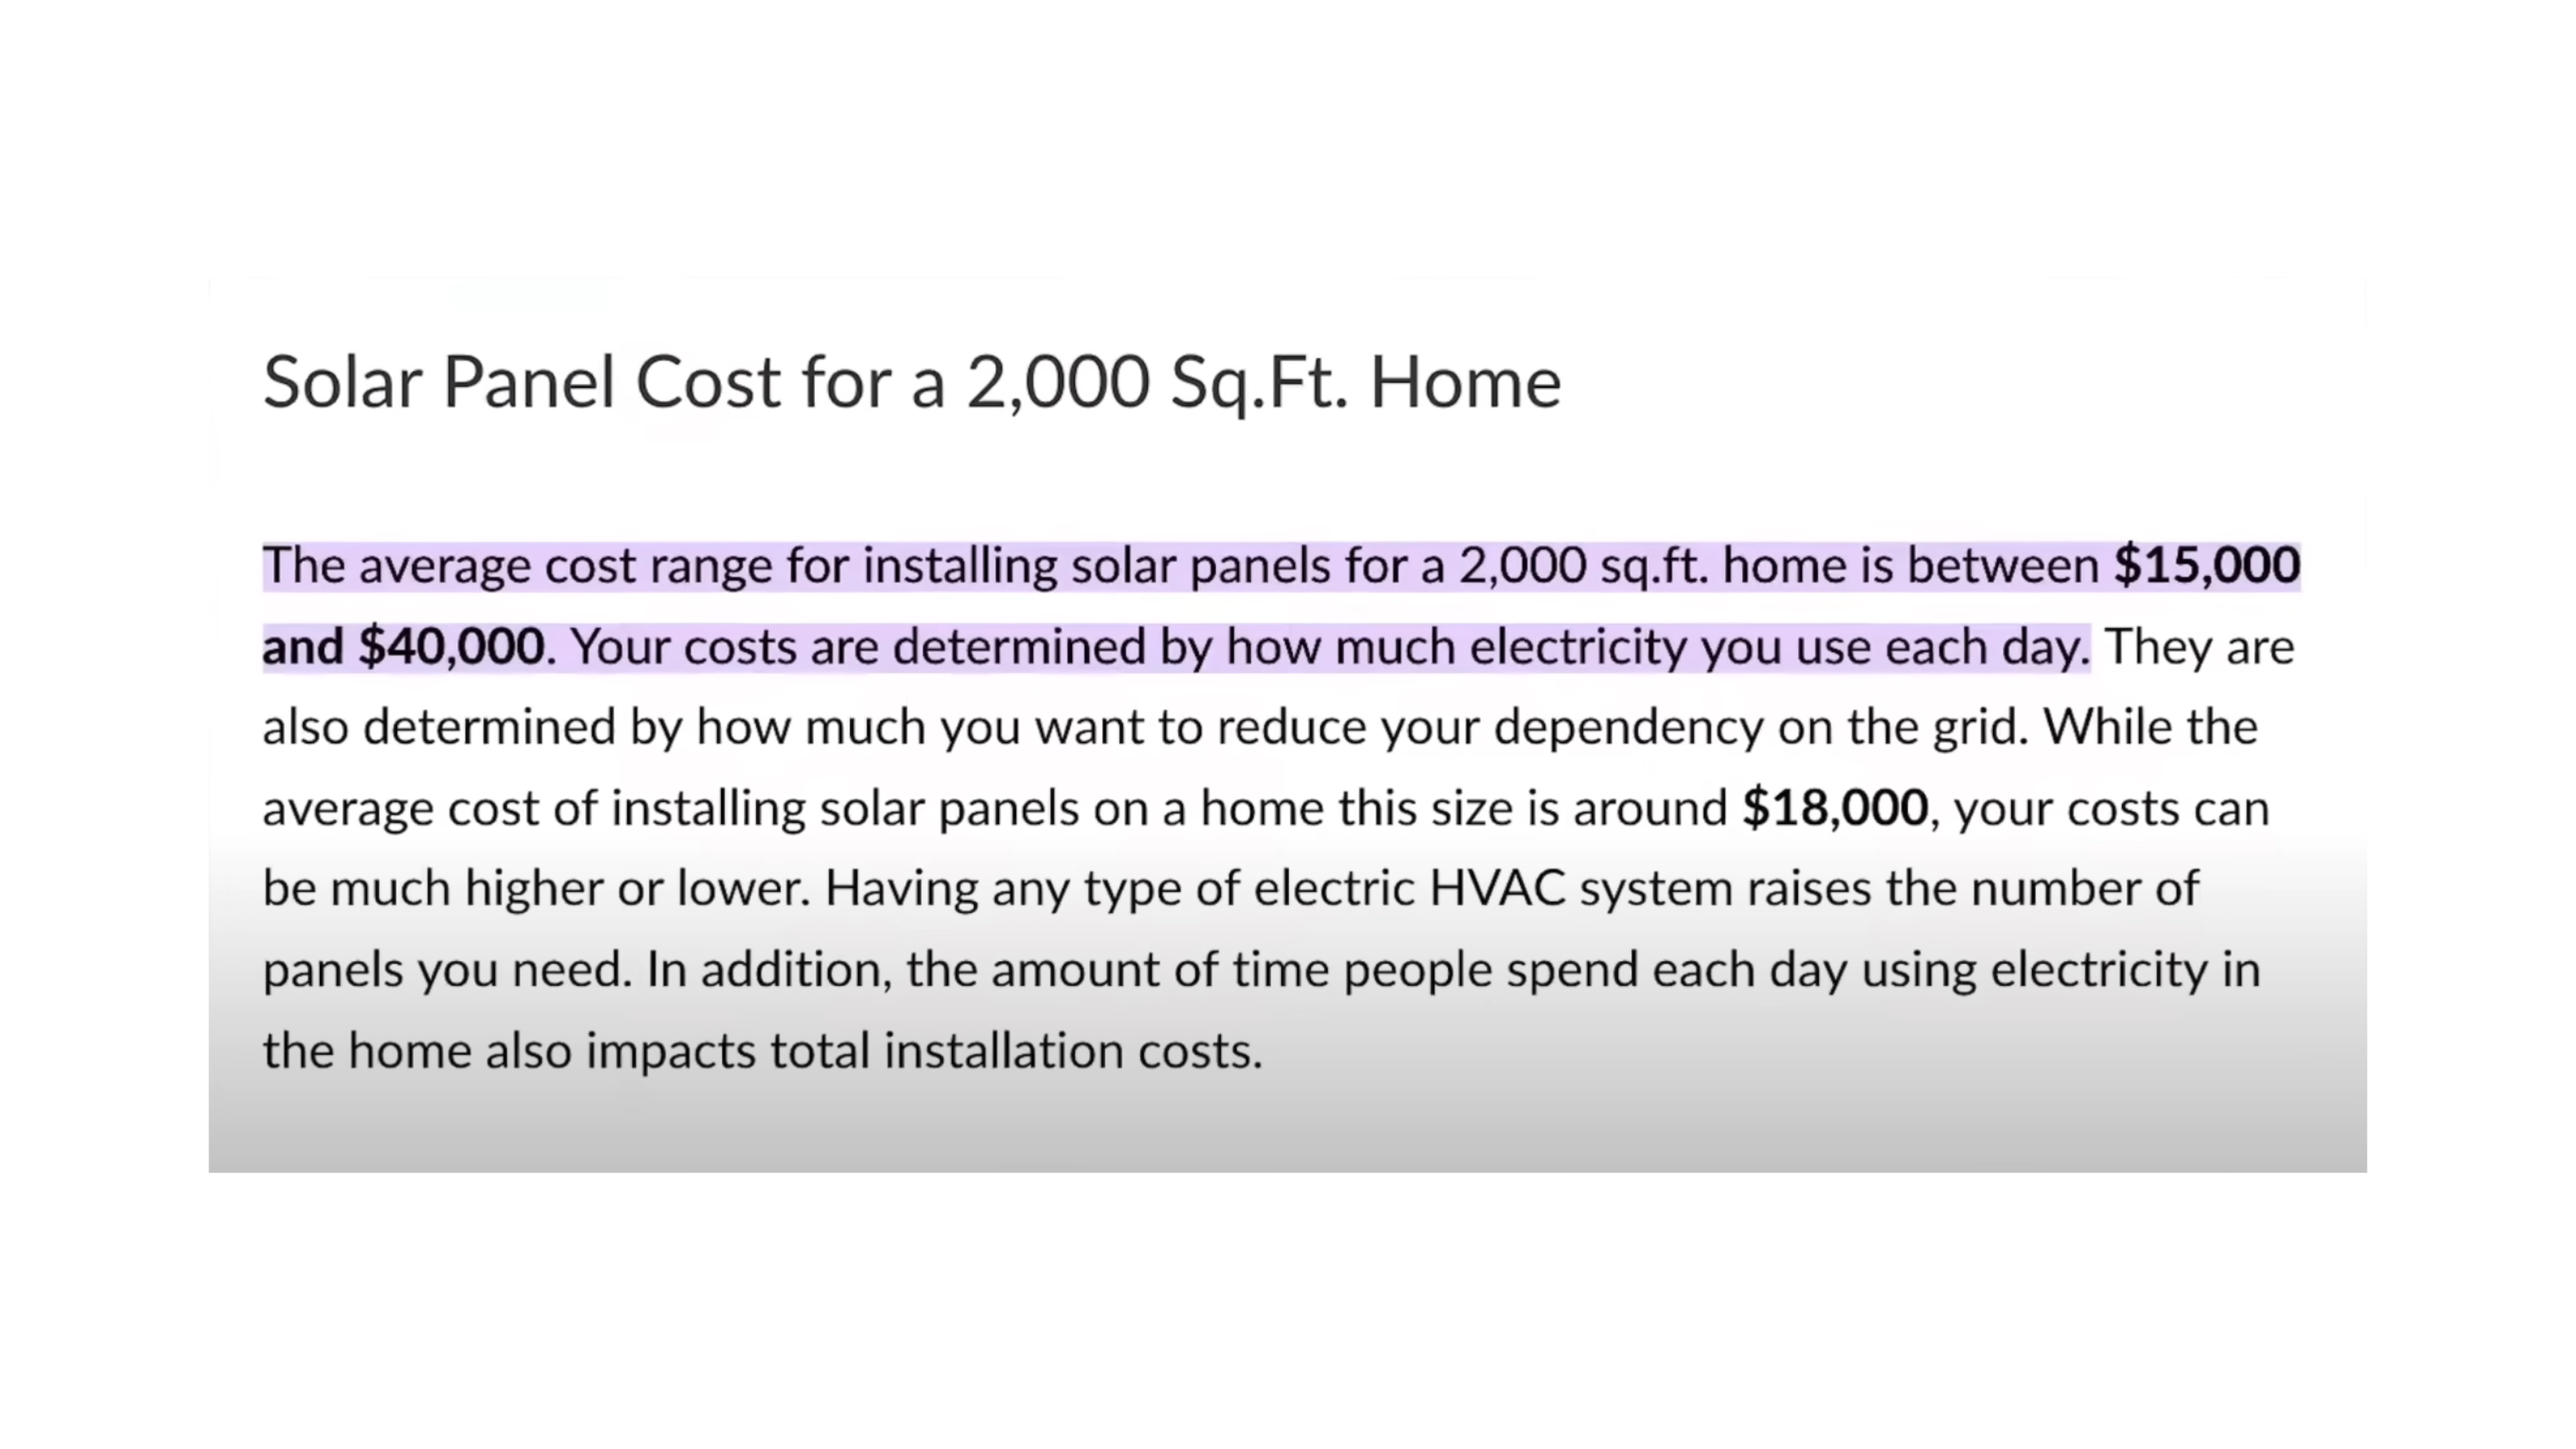 Solar Panel Cost for a 2,000 Sq.Ft. Home
The average cost range for installing solar panels for a 2,000 sq.ft. home is between $15,000
and $40,000. Your costs are determined by how much electricity you use each day. They are
also determined by how much you want to reduce your dependency on the grid. While the
average cost of installing solar panels on a home this size is around $18,000, your costs can
be much higher or lower. Having any type of electric HVAC system raises the number of
panels you need. In addition, the amount of time people spend each day using electricity in
the home also impacts total installation costs.